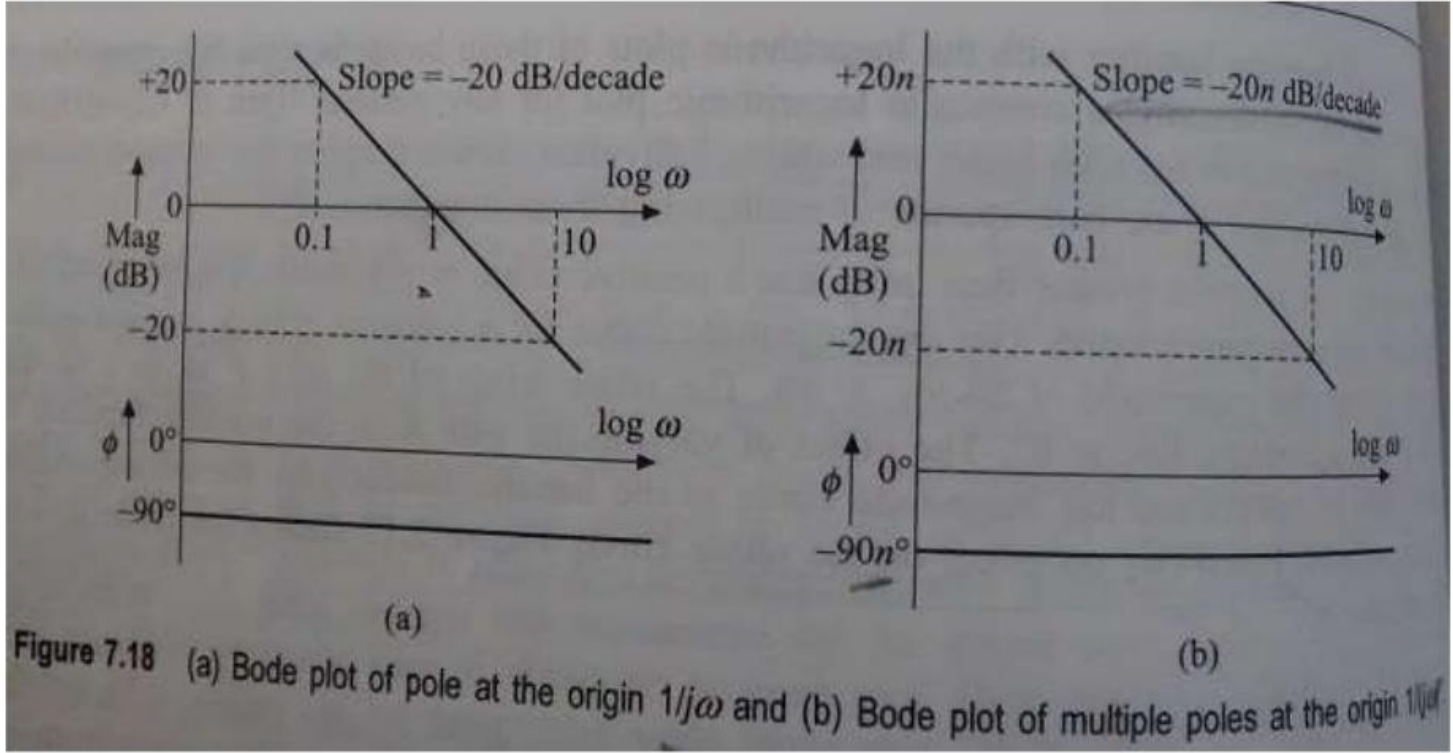 +20
Slope = –20 dB/decade
log ω
0
0.1
1
10
Mag
(dB)
–20
log ω
ϕ
0°
–90°
(a)
+20n
Slope = –20n dB/decade
log ω
0
0.1
1
10
Mag
(dB)
–20n
log ω
ϕ
0°
–90n°
(b)
Figure 7.18 (a) Bode plot of pole at the origin 1/jω and (b) Bode plot of multiple poles at the origin